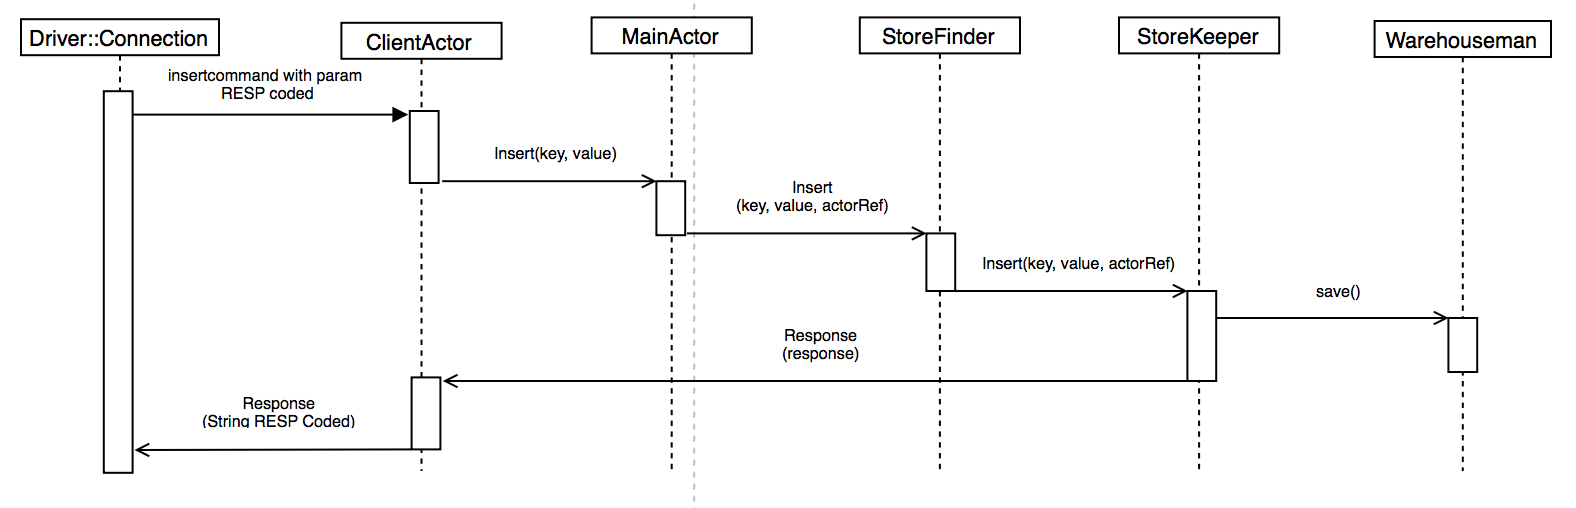 Driver::Connection
ClientActor
MainActor
StoreFinder
StoreKeeper
Warehouseman
insertcommand with param
RESP coded
Insert(key, value)
Insert
(key, value, actorRef)
Insert(key, value, actorRef)
save()
Response
(response)
Response
(String RESP Coded)